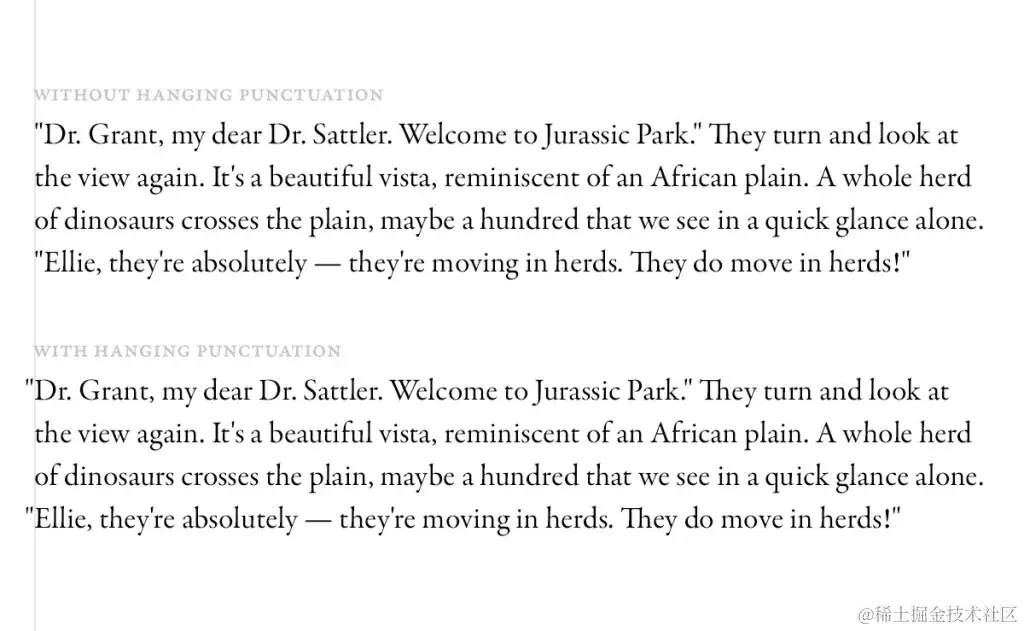 WITHOUT HANGING PUNCTUATION
"Dr. Grant, my dear Dr. Sattler. Welcome to Jurassic Park." They turn and look at
the view again. It's a beautiful vista, reminiscent of an African plain. A whole herd
of dinosaurs crosses the plain, maybe a hundred that we see in a quick glance alone.
"Ellie, they're absolutely — they're moving in herds. They do move in herds!"
WITH HANGING PUNCTUATION
"Dr. Grant, my dear Dr. Sattler. Welcome to Jurassic Park." They turn and look at
the view again. It's a beautiful vista, reminiscent of an African plain. A whole herd
of dinosaurs crosses the plain, maybe a hundred that we see in a quick glance alone.
"Ellie, they're absolutely — they're moving in herds. They do move in herds!"
@稀土掘金技术社区